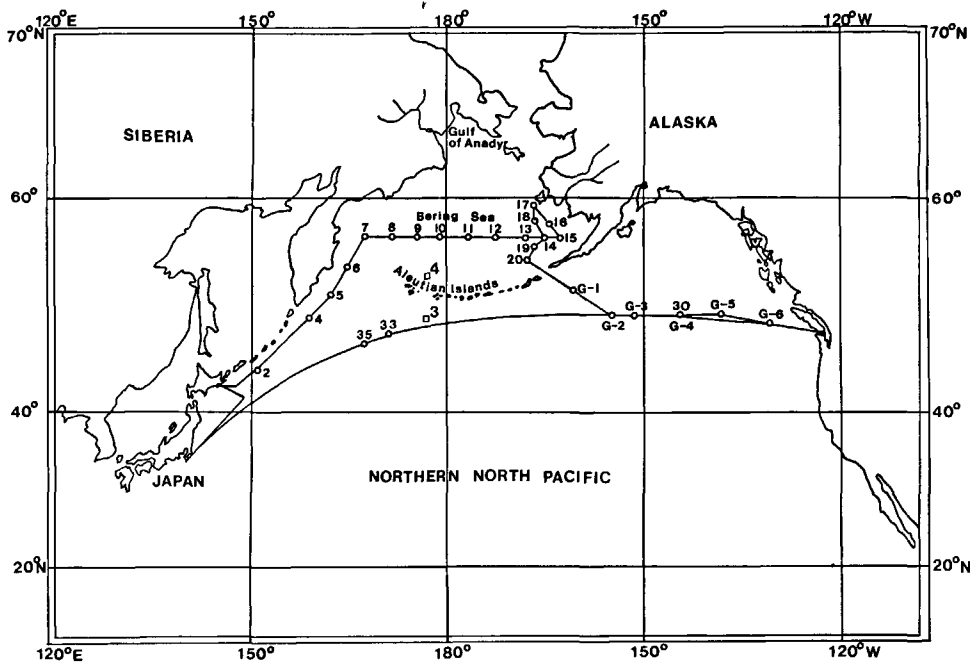 120°E 150° 180° 150° 120°W
70°N 70°N
SIBERIA ALASKA
Gulf
of Anadyr
60° 60°
17
18 16
7 8 9 10 11 12 13 14 15
Bering Sea
19
20
6
4
Aleutian Islands
5
G-1
3
4
G-2 G-3 30 G-4 G-5 G-6
35 33
2
40° 40°
JAPAN
NORTHERN NORTH PACIFIC
20°N 20°N
120°E 150° 180° 150° 120°W